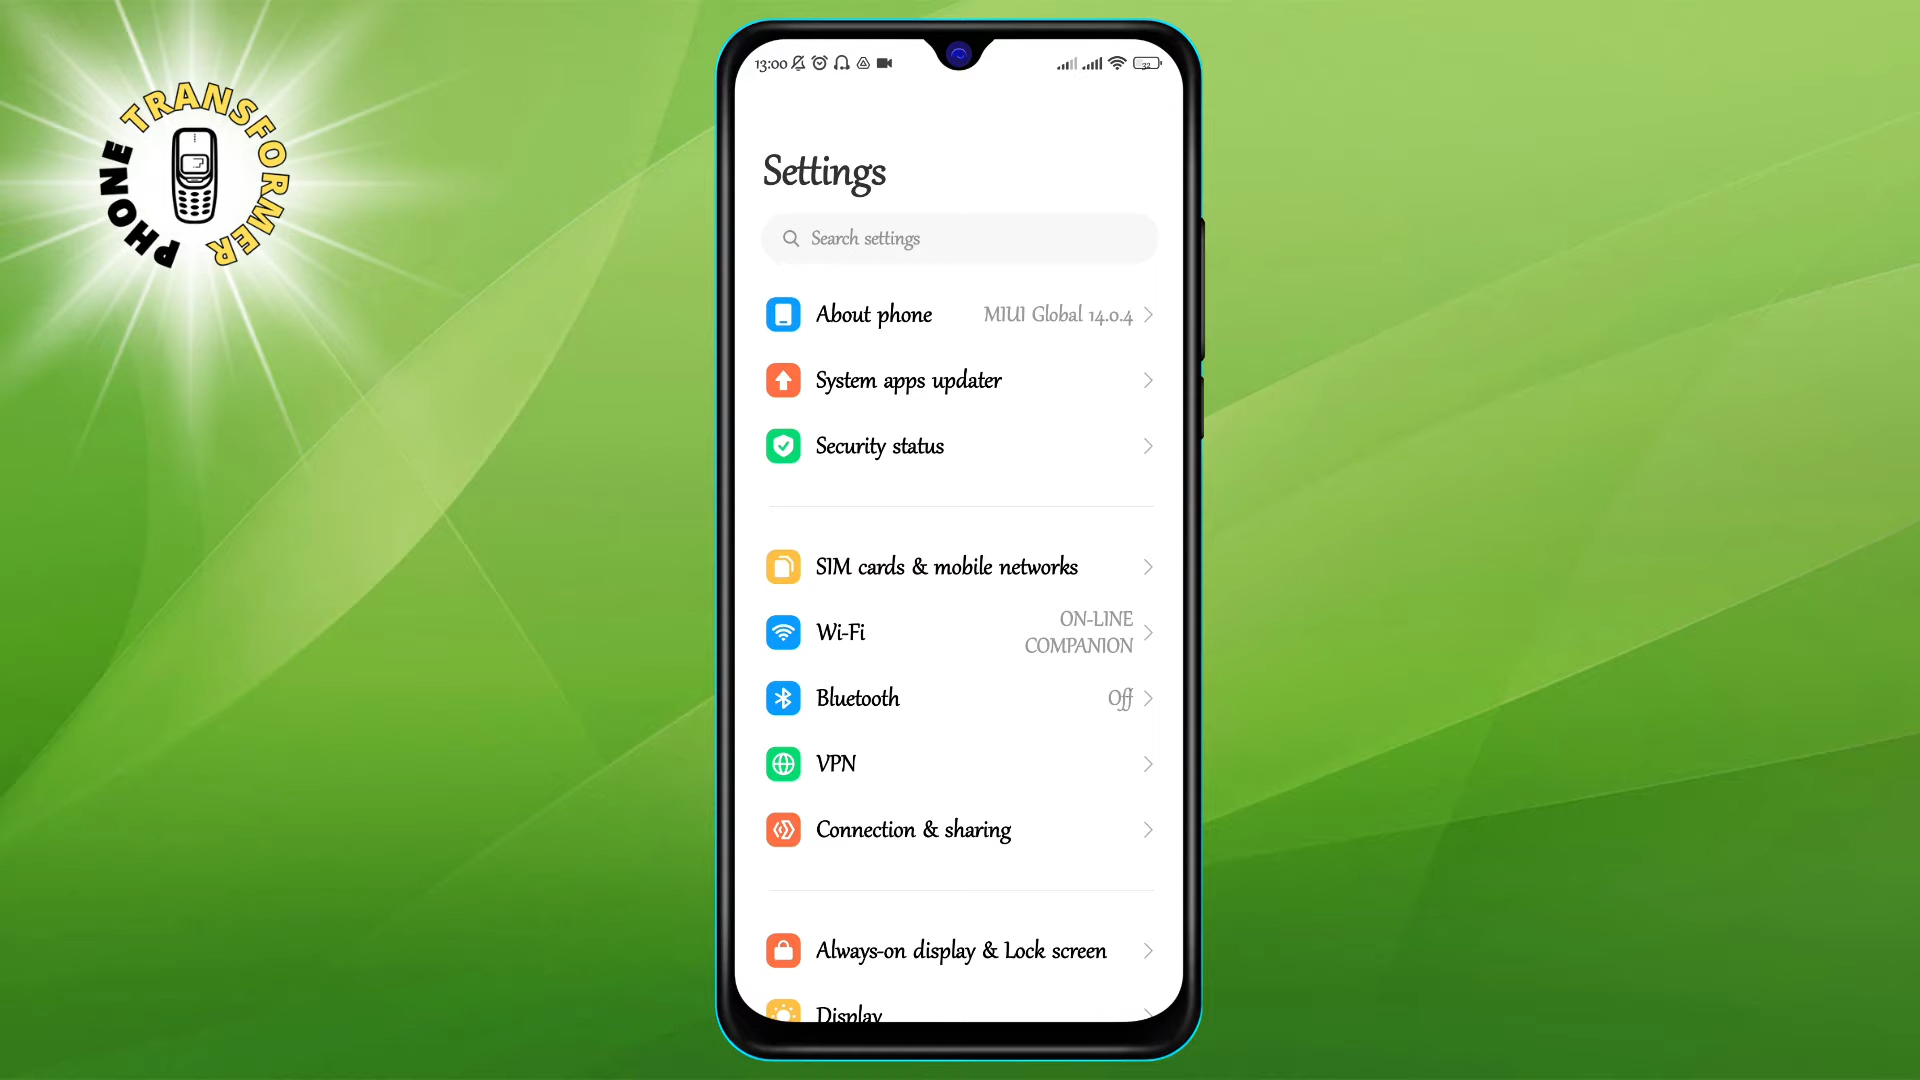 PHONE TRANSFORMER
13:00
32
Settings
Search settings
About phone MIUI Global 14.0.4
System apps updater
Security status
SIM cards & mobile networks
Wi-Fi ON-LINE
COMPANION
Bluetooth Off
VPN
Connection & sharing
Always-on display & Lock screen
Display